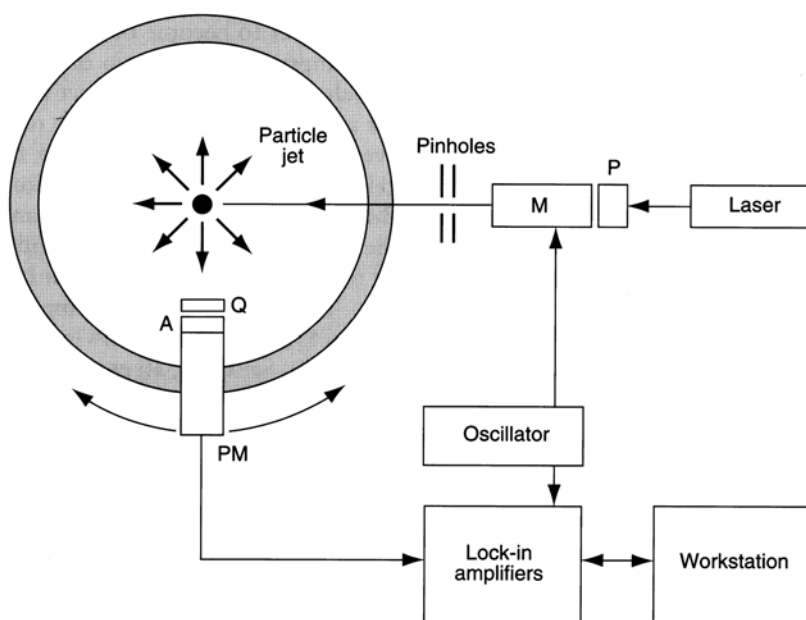 Particle
jet
Pinholes
P
M
Laser
Q
A
PM
Oscillator
Lock-in
amplifiers
Workstation